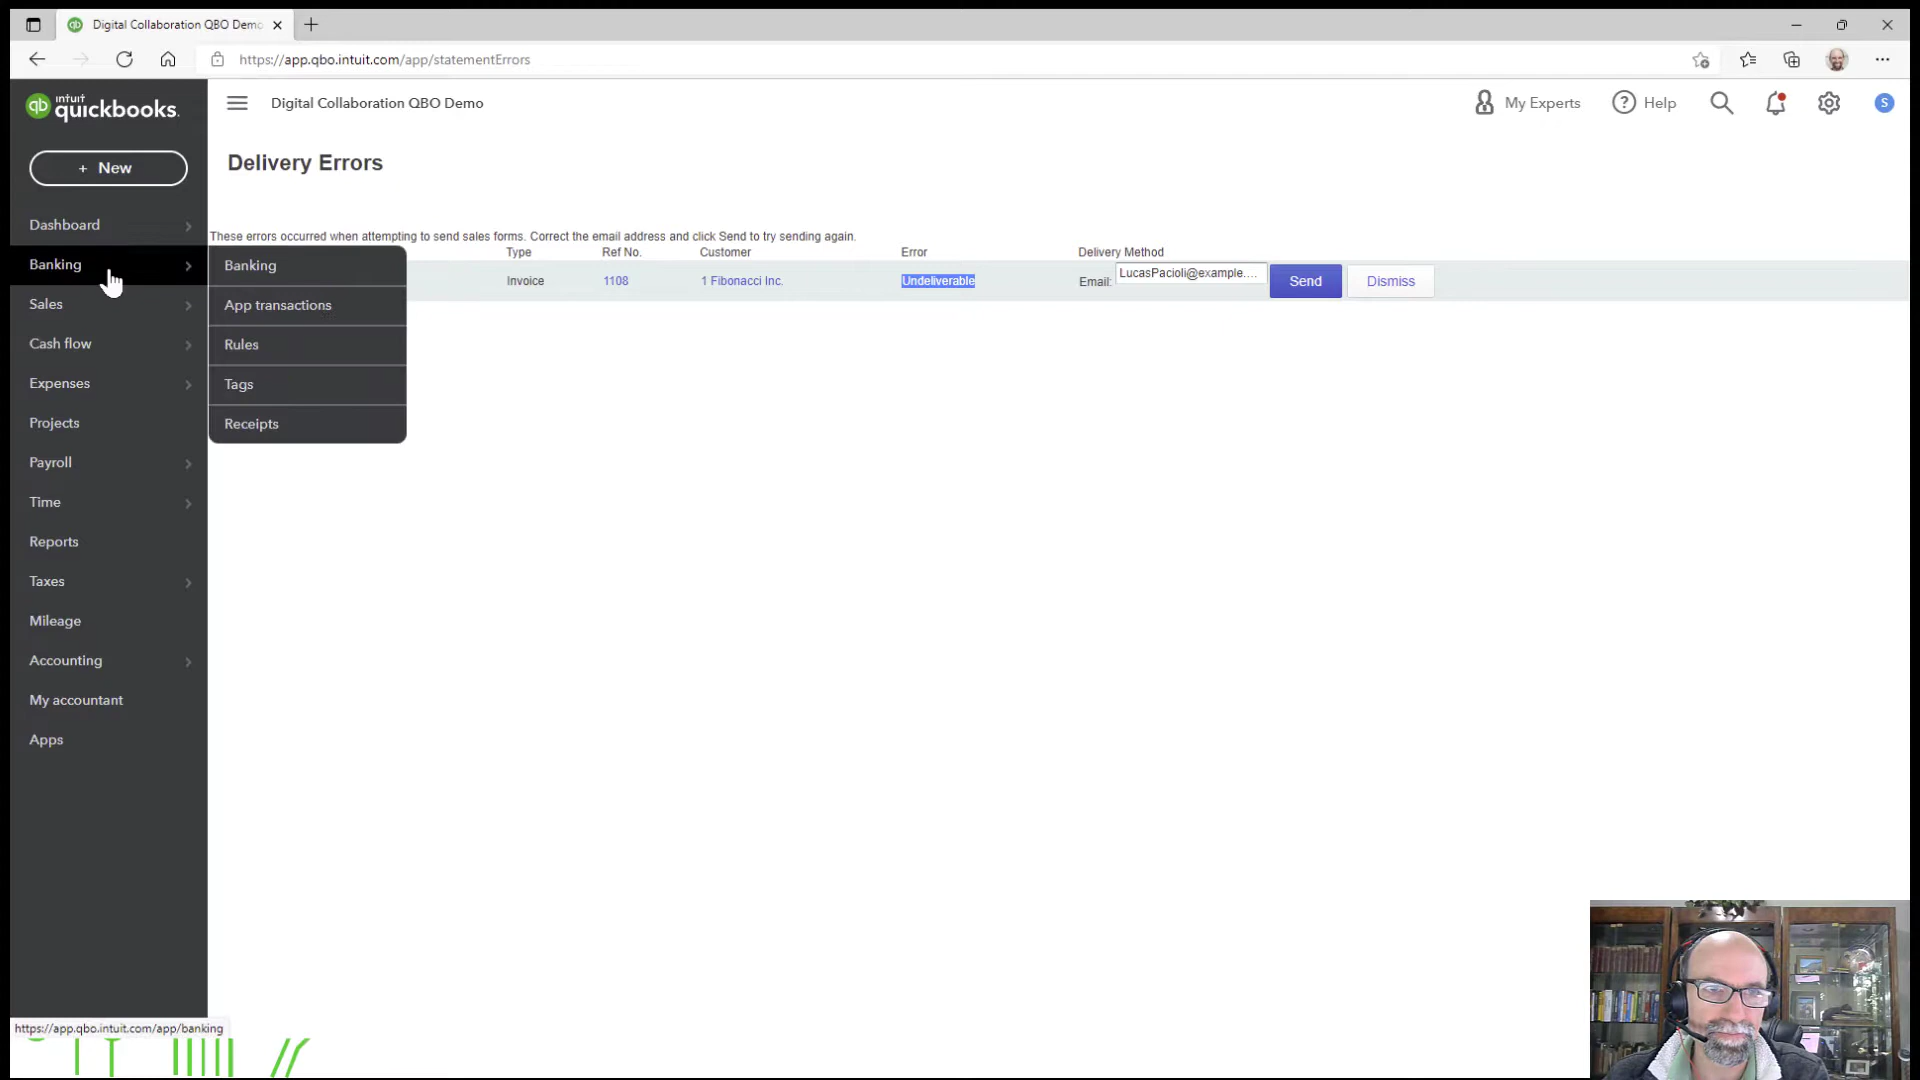 Digital Collaboration QBO Demo
https://app.qbo.intuit.com/app/statementErrors
intuit
qb quickbooks.
Digital Collaboration QBO Demo
My Experts
Help
S
+ New
Delivery Errors
Dashboard
Banking
Sales
Cash flow
Expenses
Projects
Payroll
Time
Reports
Taxes
Mileage
Accounting
My accountant
Apps
Banking
App transactions
Rules
Tags
Receipts
These errors occurred when attempting to send sales forms. Correct the email address and click Send to try sending again.
Type Ref No. Customer Error Delivery Method
Invoice 1108 1 Fibonacci Inc. Undeliverable Email: LucasPacioli@example.... Send Dismiss
https://app.qbo.intuit.com/app/banking